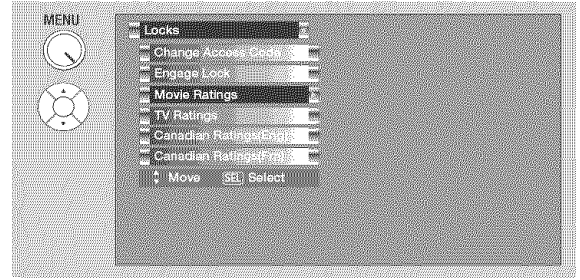 MENU
Locks
Change Access Code
Engage Lock
Movie Ratings
TV Ratings
Canadian Ratings(Eng)
Canadian Ratings(Frn)
Move SEL Select